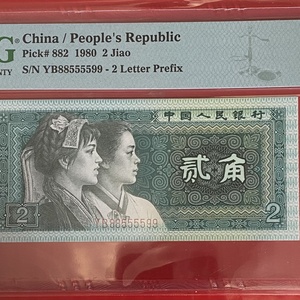 G
China / People's Republic
Pick# 882 1980 2 Jiao
NTY
S/N YB88555599 - 2 Letter Prefix
中国人民银行
贰角
2
2
YB88555599